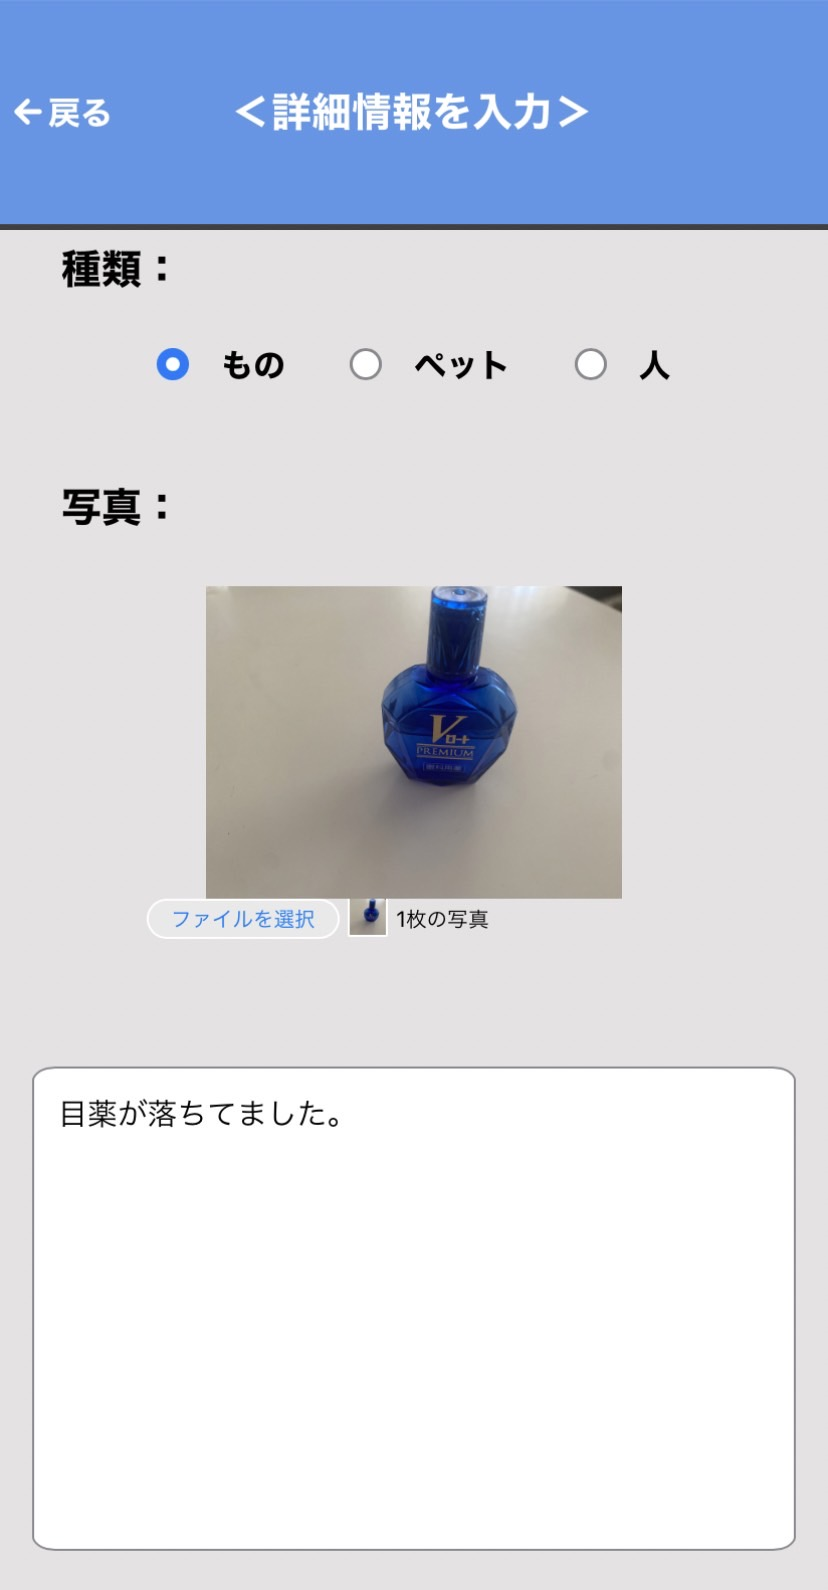 ←戻る
＜詳細情報を入力＞
種類：
もの
ペット
人
写真：
V
ロート
PREMIUM
ファイルを選択
1枚の写真
目薬が落ちてました。